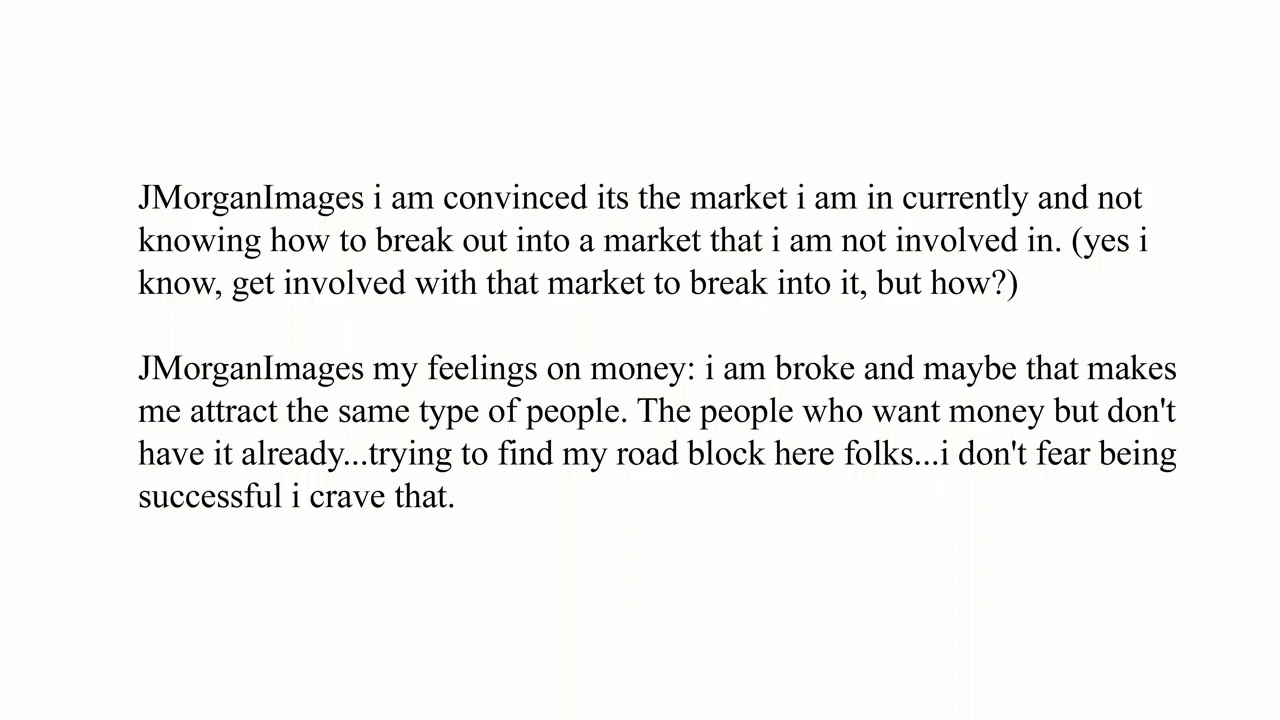 JMorganImages i am convinced its the market i am in currently and not
knowing how to break out into a market that i am not involved in. (yes i
know, get involved with that market to break into it, but how?)
JMorganImages my feelings on money: i am broke and maybe that makes
me attract the same type of people. The people who want money but don't
have it already...trying to find my road block here folks...i don't fear being
successful i crave that.